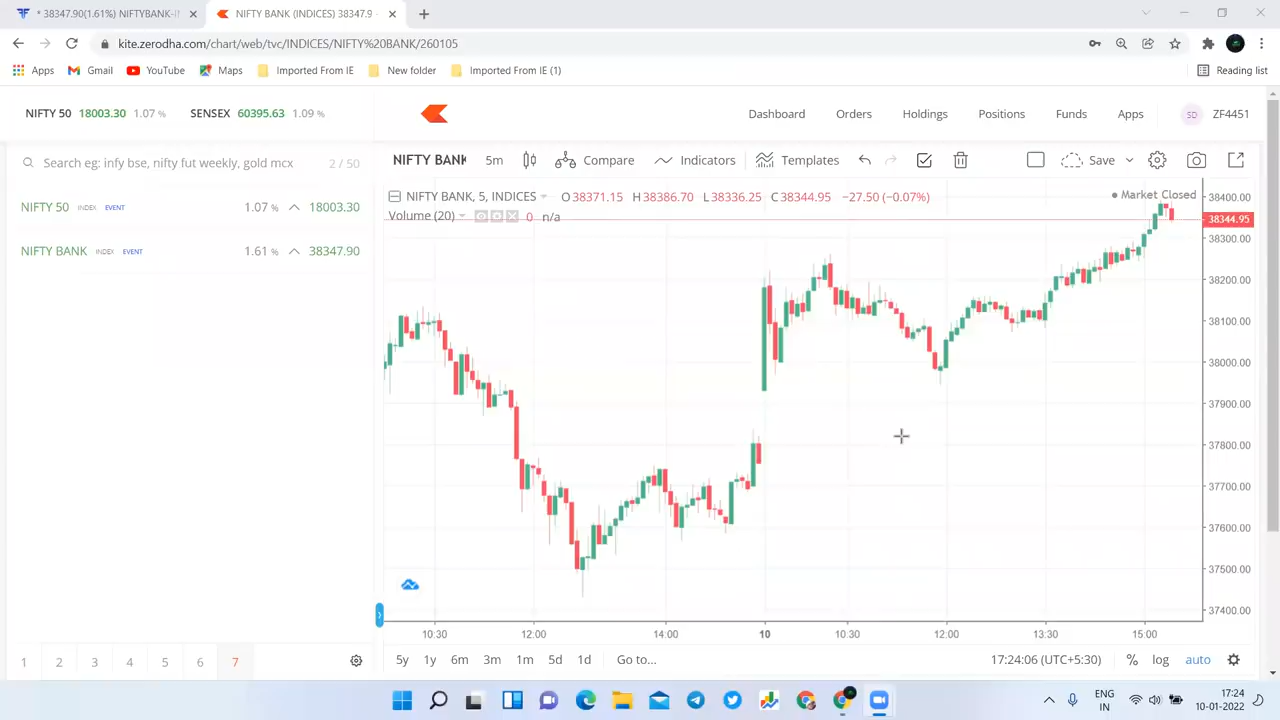 * 38347.90(1.61%) NIFTYBANK-I
NIFTY BANK (INDICES) 38347.9
kite.zerodha.com/chart/web/tvc/INDICES/NIFTY%20BANK/260105
Apps Gmail YouTube Maps Imported From IE New folder Imported From IE (1) Reading list
NIFTY 50 18003.30 1.07 % SENSEX 60395.63 1.09 %
Dashboard Orders Holdings Positions Funds Apps SD ZF4451
Search eg: infy bse, nifty fut weekly, gold mcx 2 / 50
NIFTY BANK 5m Compare Indicators Templates Save
NIFTY 50 INDEX EVENT 1.07 % 18003.30
NIFTY BANK INDEX EVENT 1.61 % 38347.90
NIFTY BANK, 5, INDICES O38371.15 H38386.70 L38336.25 C38344.95 −27.50 (−0.07%)
Market Closed
Volume (20) 0 n/a
38400.00
38344.95
38300.00
38200.00
38100.00
38000.00
37900.00
37800.00
37700.00
37600.00
37500.00
37400.00
10:30 12:00 14:00 10 10:30 12:00 13:30 15:00
1 2 3 4 5 6 7
5y 1y 6m 3m 1m 5d 1d Go to... 17:24:06 (UTC+5:30) % log auto
ENG
IN
17:24
10-01-2022